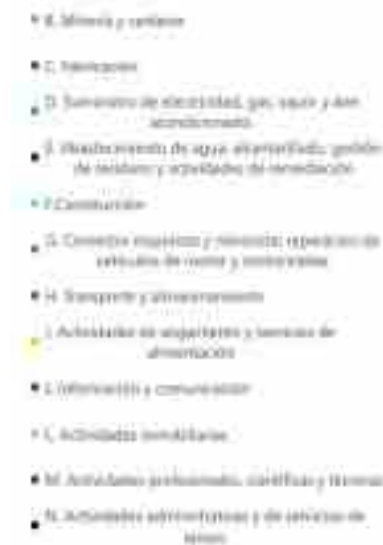 B. Minería y canteras
C. Fabricación
D. Suministro de electricidad, gas, vapor y aire
acondicionado
E. Abastecimiento de agua; alcantarillado, gestión
de residuos y actividades de remediación
F. Construcción
G. Comercio mayorista y minorista; reparación de
vehículos de motor y motocicletas
H. Transporte y almacenamiento
I. Actividades de alojamiento y servicios de
alimentación
J. Información y comunicación
L. Actividades inmobiliarias
M. Actividades profesionales, científicas y técnicas
N. Actividades administrativas y de servicios de